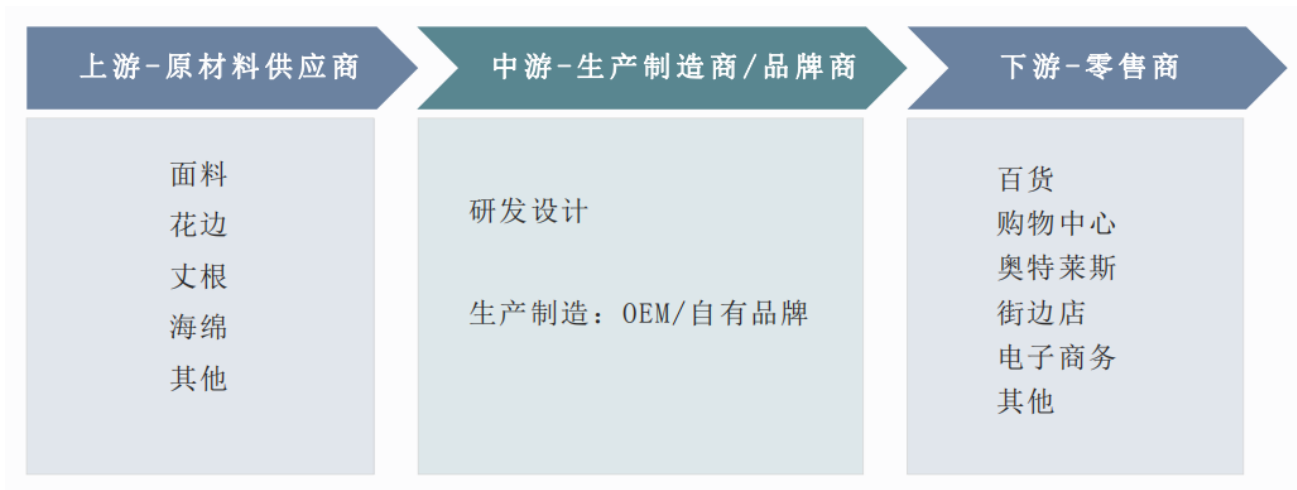 上游-原材料供应商
面料
花边
丈根
海绵
其他
中游-生产制造商/品牌商
研发设计
生产制造：OEM/自有品牌
下游-零售商
百货
购物中心
奥特莱斯
街边店
电子商务
其他